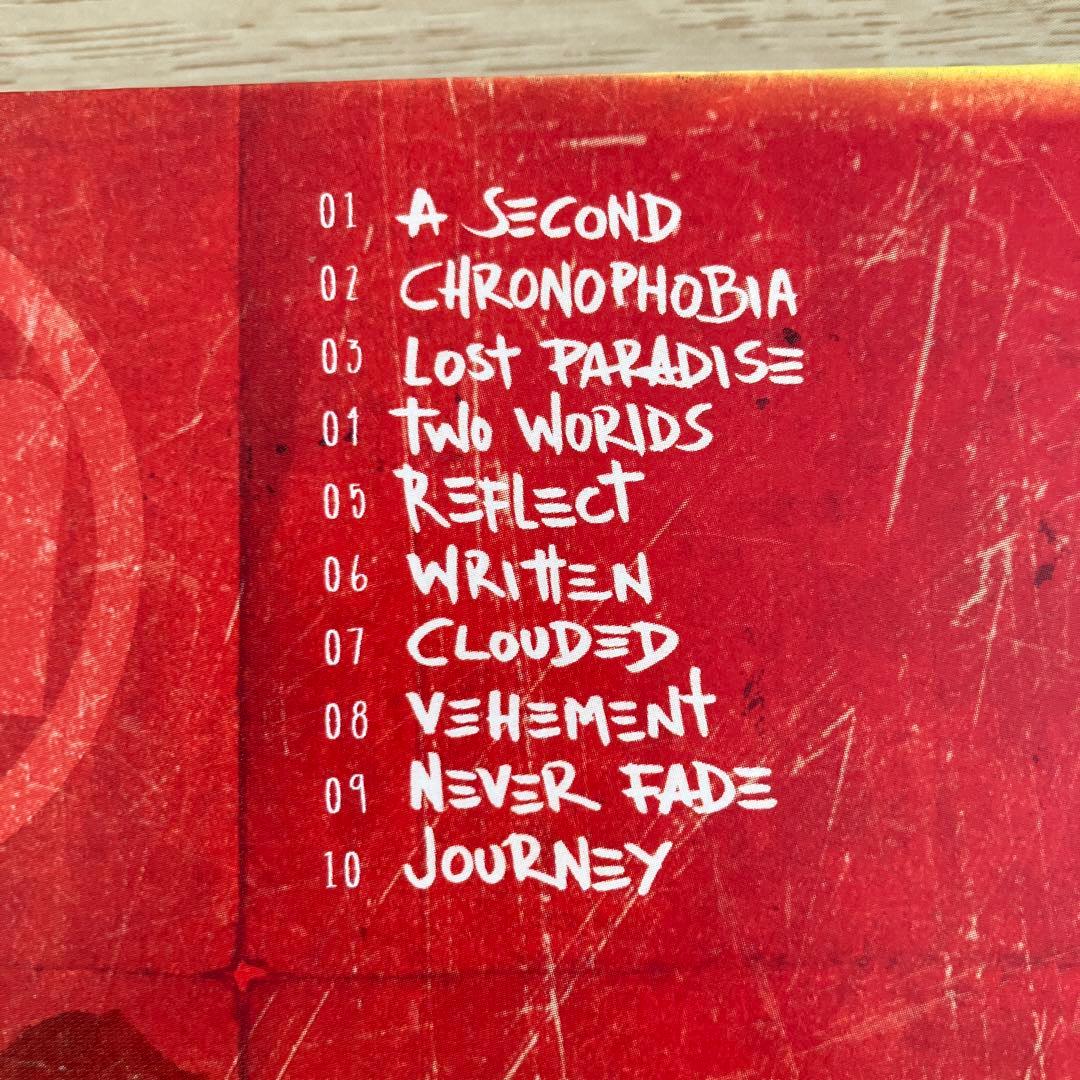 01 A SECOND
02 CHRONOPHOBIA
03 LOST PARADISE
04 TWO WORLDS
05 REFLECT
06 WRITTEN
07 CLOUDED
08 VEHEMENT
09 NEVER FADE
10 JOURNEY